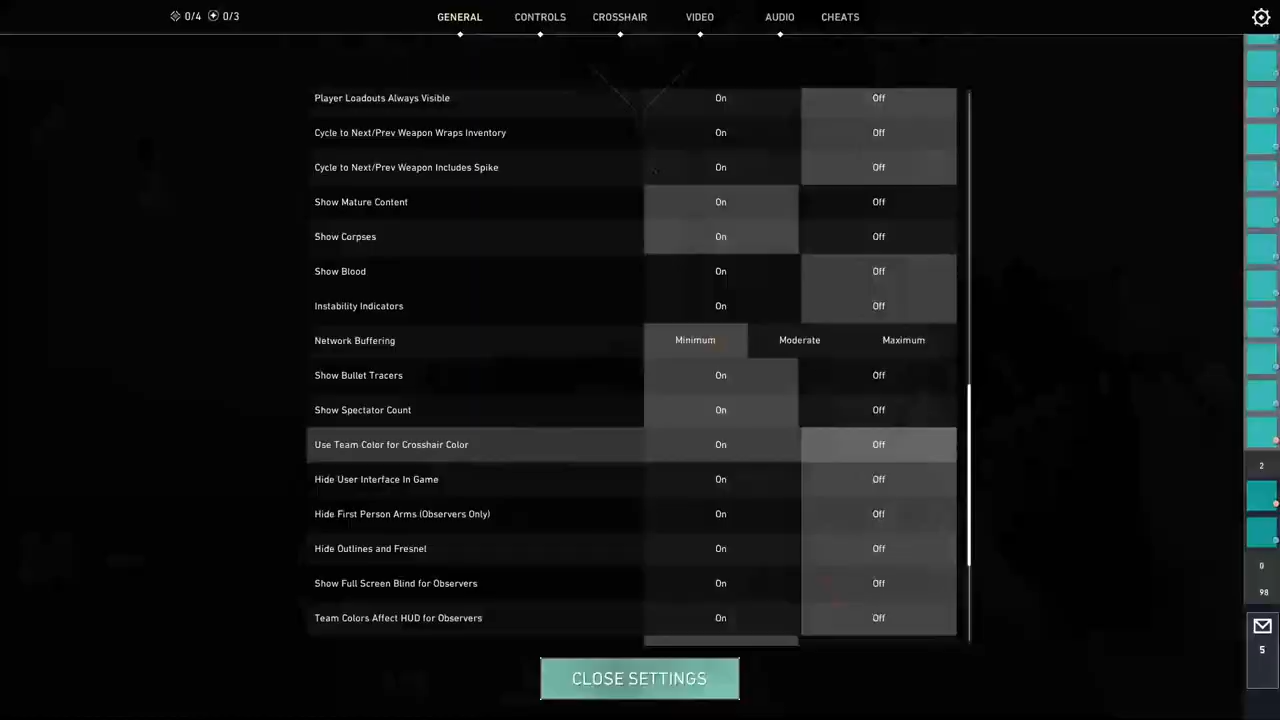 0/4 0/3 GENERAL CONTROLS CROSSHAIR VIDEO AUDIO CHEATS
Player Loadouts Always Visible On Off
Cycle to Next/Prev Weapon Wraps Inventory On Off
Cycle to Next/Prev Weapon Includes Spike On Off
Show Mature Content On Off
Show Corpses On Off
Show Blood On Off
Instability Indicators On Off
Network Buffering Minimum Moderate Maximum
Show Bullet Tracers On Off
Show Spectator Count On Off
Use Team Color for Crosshair Color On Off
Hide User Interface In Game On Off
Hide First Person Arms (Observers Only) On Off
Hide Outlines and Fresnel On Off
Show Full Screen Blind for Observers On Off
Team Colors Affect HUD for Observers On Off
CLOSE SETTINGS
2
0
98
5